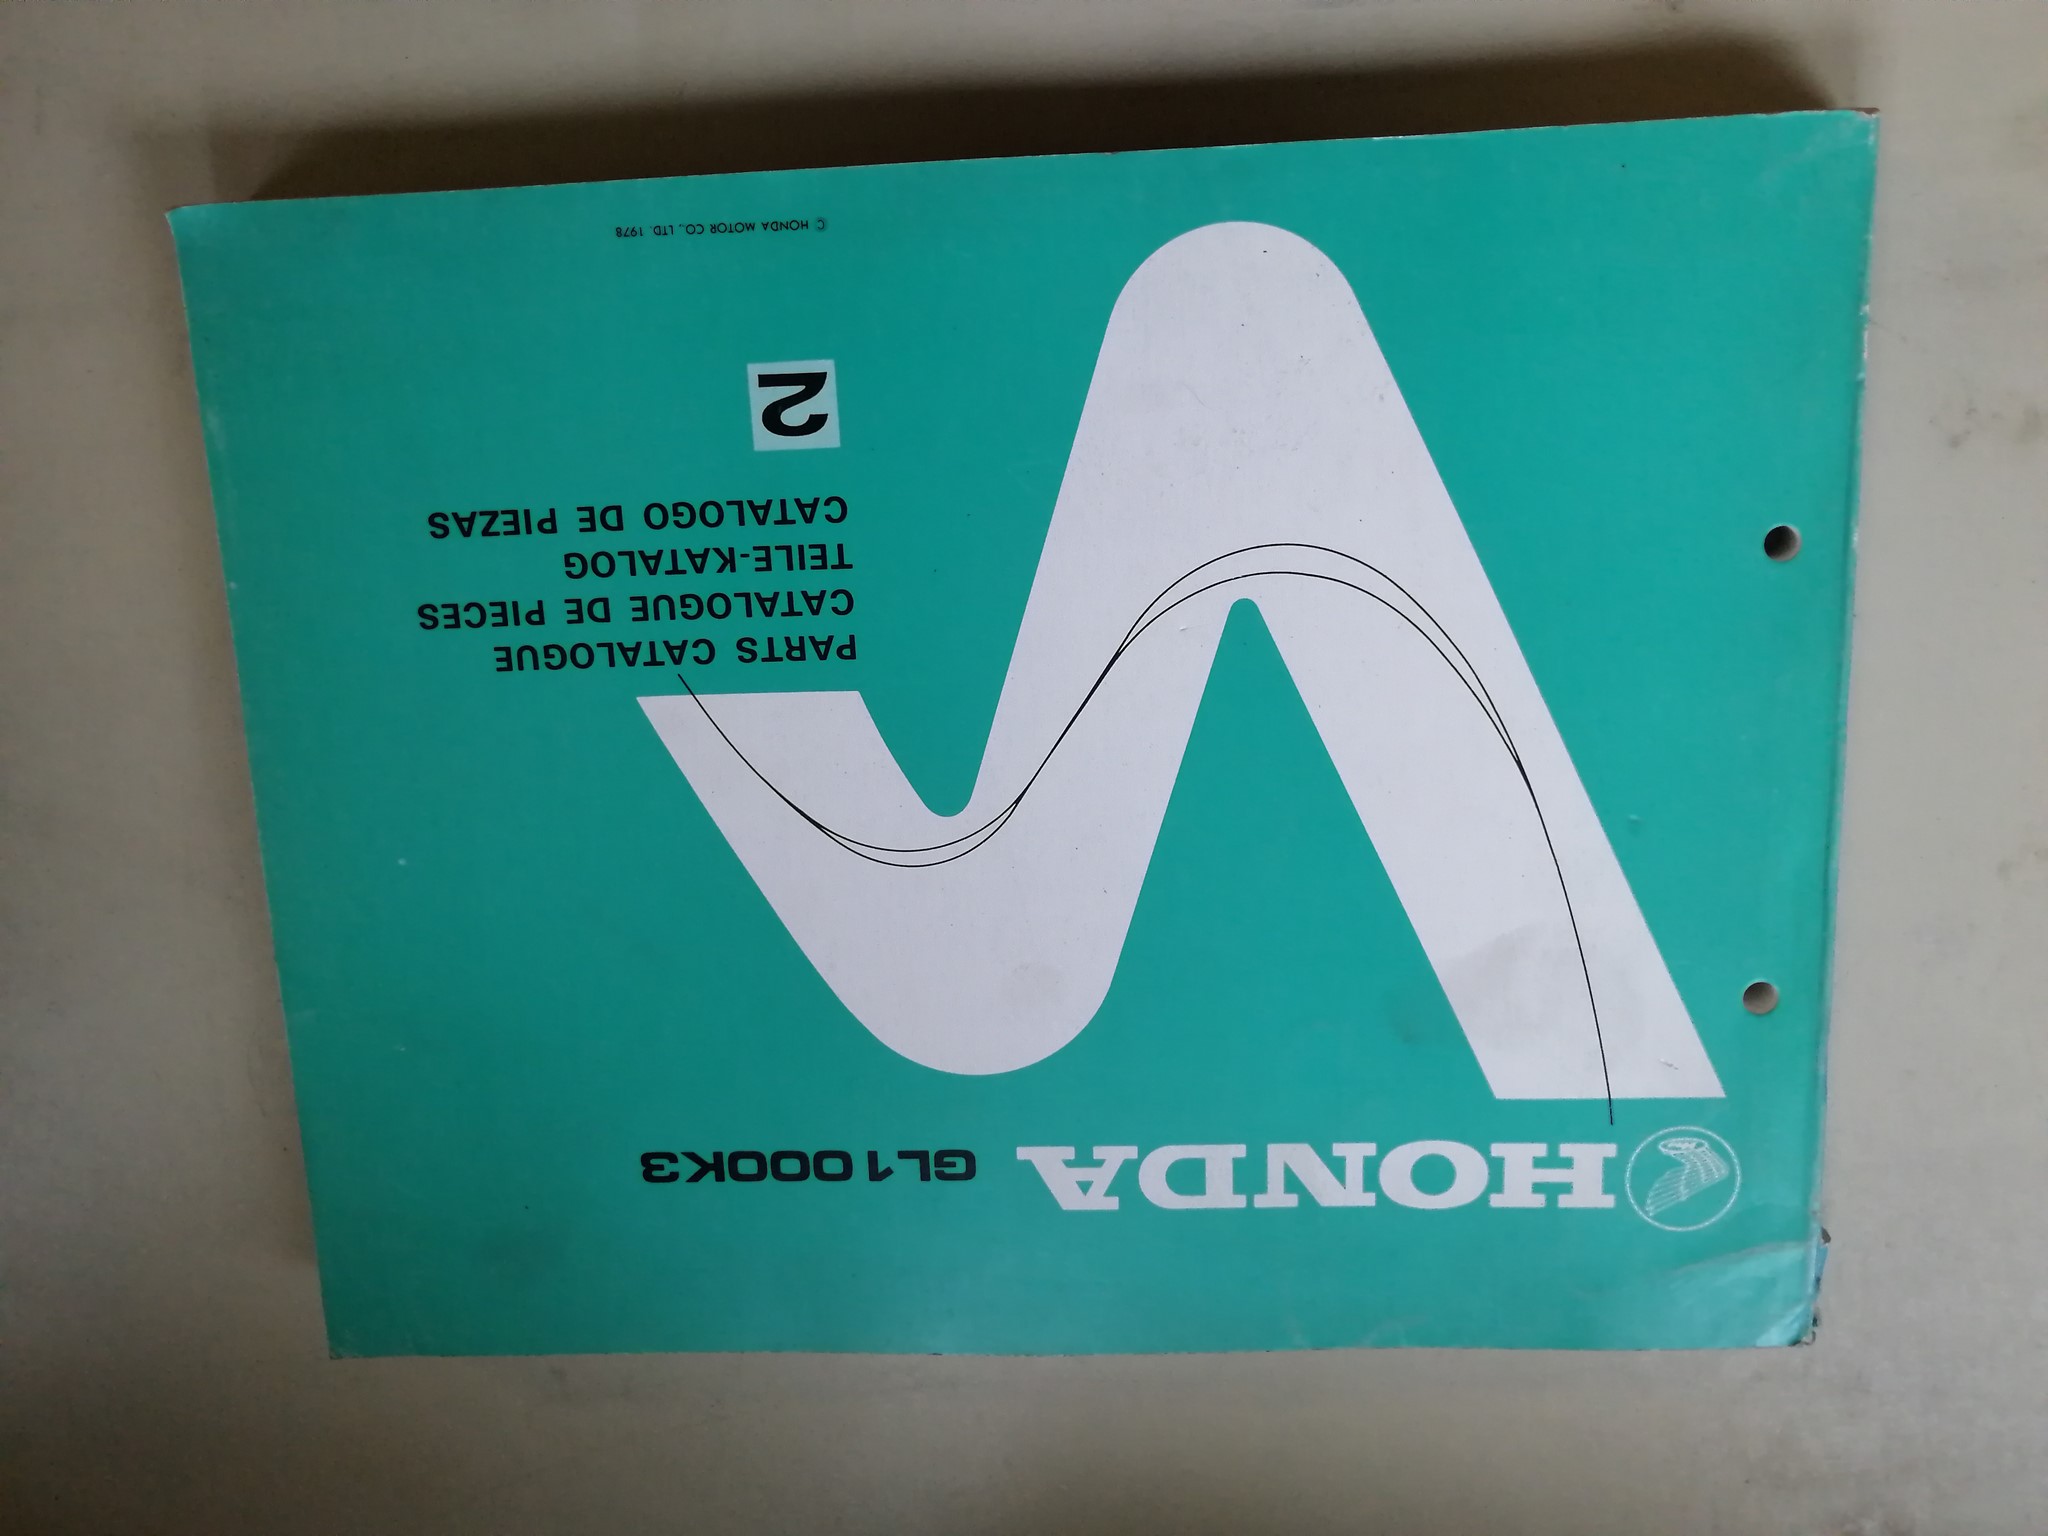 HONDA GL1000K3
PARTS CATALOGUE
CATALOGUE DE PIECES
TEILE-KATALOG
CATALOGO DE PIEZAS
2
© HONDA MOTOR CO., LTD. 1978